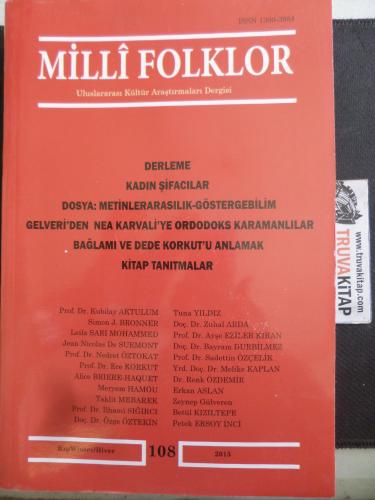 ISSN 1300-3984
MİLLÎ FOLKLOR
Uluslararası Kültür Araştırmaları Dergisi
DERLEME
KADIN ŞİFACILAR
DOSYA: METİNLERARASILIK-GÖSTERGEBİLİM
GELVERİ'DEN NEA KARVALİ'YE ORDODOKS KARAMANLILAR
BAĞLAMI VE DEDE KORKUT'U ANLAMAK
KİTAP TANITMALAR
Prof. Dr. Kubilay AKTULUM
Simon J. BRONNER
Leila SARI MOHAMMED
Jean Nicolas De SURMONT
Prof. Dr. Nedret ÖZTOKAT
Prof. Dr. Ece KORKUT
Alice BRIERE-HAQUET
Meryem HAMOU
Taklit MEBAREK
Prof. Dr. İlhami SIĞIRCI
Doç. Dr. Özge ÖZTEKİN
Tuna YILDIZ
Doç. Dr. Zuhal ARDA
Prof. Dr. Ayşe EZİLER KIRAN
Doç. Dr. Bayram DURBİLMEZ
Prof. Dr. Sadettin ÖZÇELİK
Yrd. Doç. Dr. Melike KAPLAN
Dr. Renk ÖZDEMİR
Erkan ASLAN
Zeynep Gülveren
Betül KIZILTEPE
Petek ERSOY İNCİ
Kış/Winter/Hiver
108
2015
www.truvakitap.com
TRUVA
KİTAP